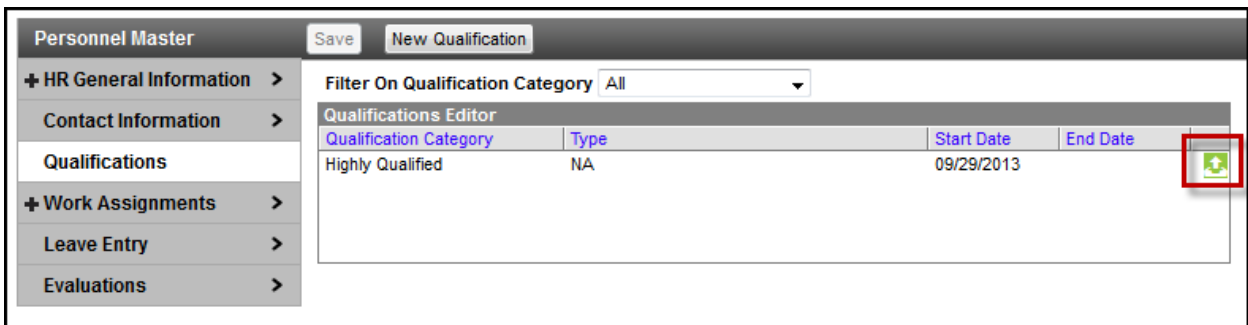 Personnel Master Save New Qualification
+ HR General Information >
Contact Information >
Qualifications
+ Work Assignments >
Leave Entry >
Evaluations >
Filter On Qualification Category All
Qualifications Editor
Qualification Category Type Start Date End Date
Highly Qualified NA 09/29/2013